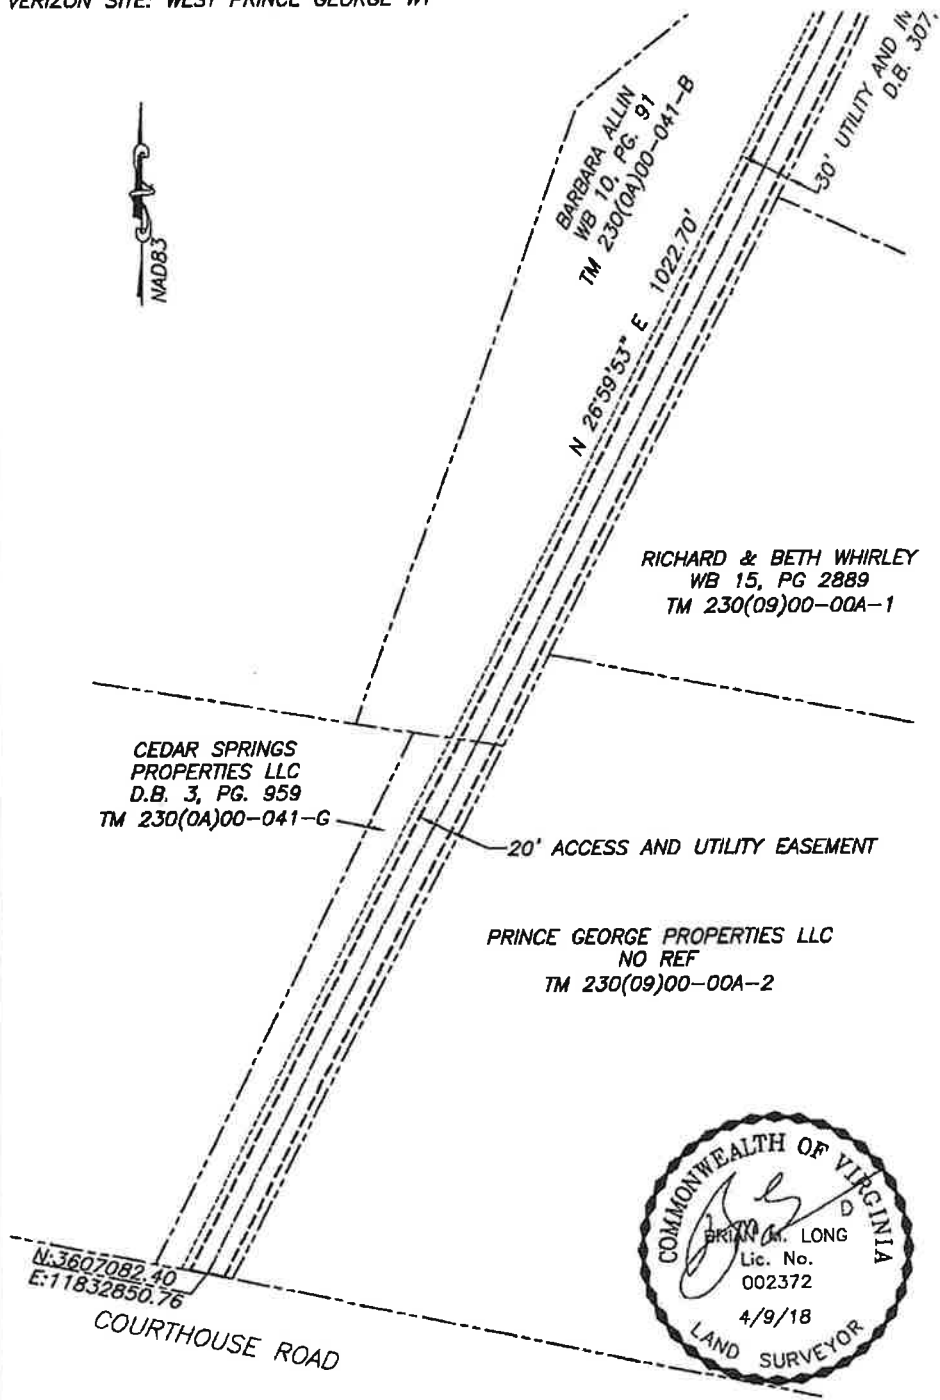 VERIZON SITE: WEST PRINCE GEORGE
NAD83
BARBARA ALLIN
WB 10, PG. 91
TM 230(0A)00-041-B
30' UTILITY AND IN
D.B. 307,
N 26°59'53" E 1022.70'
RICHARD & BETH WHIRLEY
WB 15, PG 2889
TM 230(09)00-00A-1
CEDAR SPRINGS
PROPERTIES LLC
D.B. 3, PG. 959
TM 230(0A)00-041-G
20' ACCESS AND UTILITY EASEMENT
PRINCE GEORGE PROPERTIES LLC
NO REF
TM 230(09)00-00A-2
N:3607082.40
E:11832850.76
COURTHOUSE ROAD
COMMONWEALTH OF VIRGINIA
BRIAN M. LONG
Lic. No.
002372
4/9/18
LAND SURVEYOR